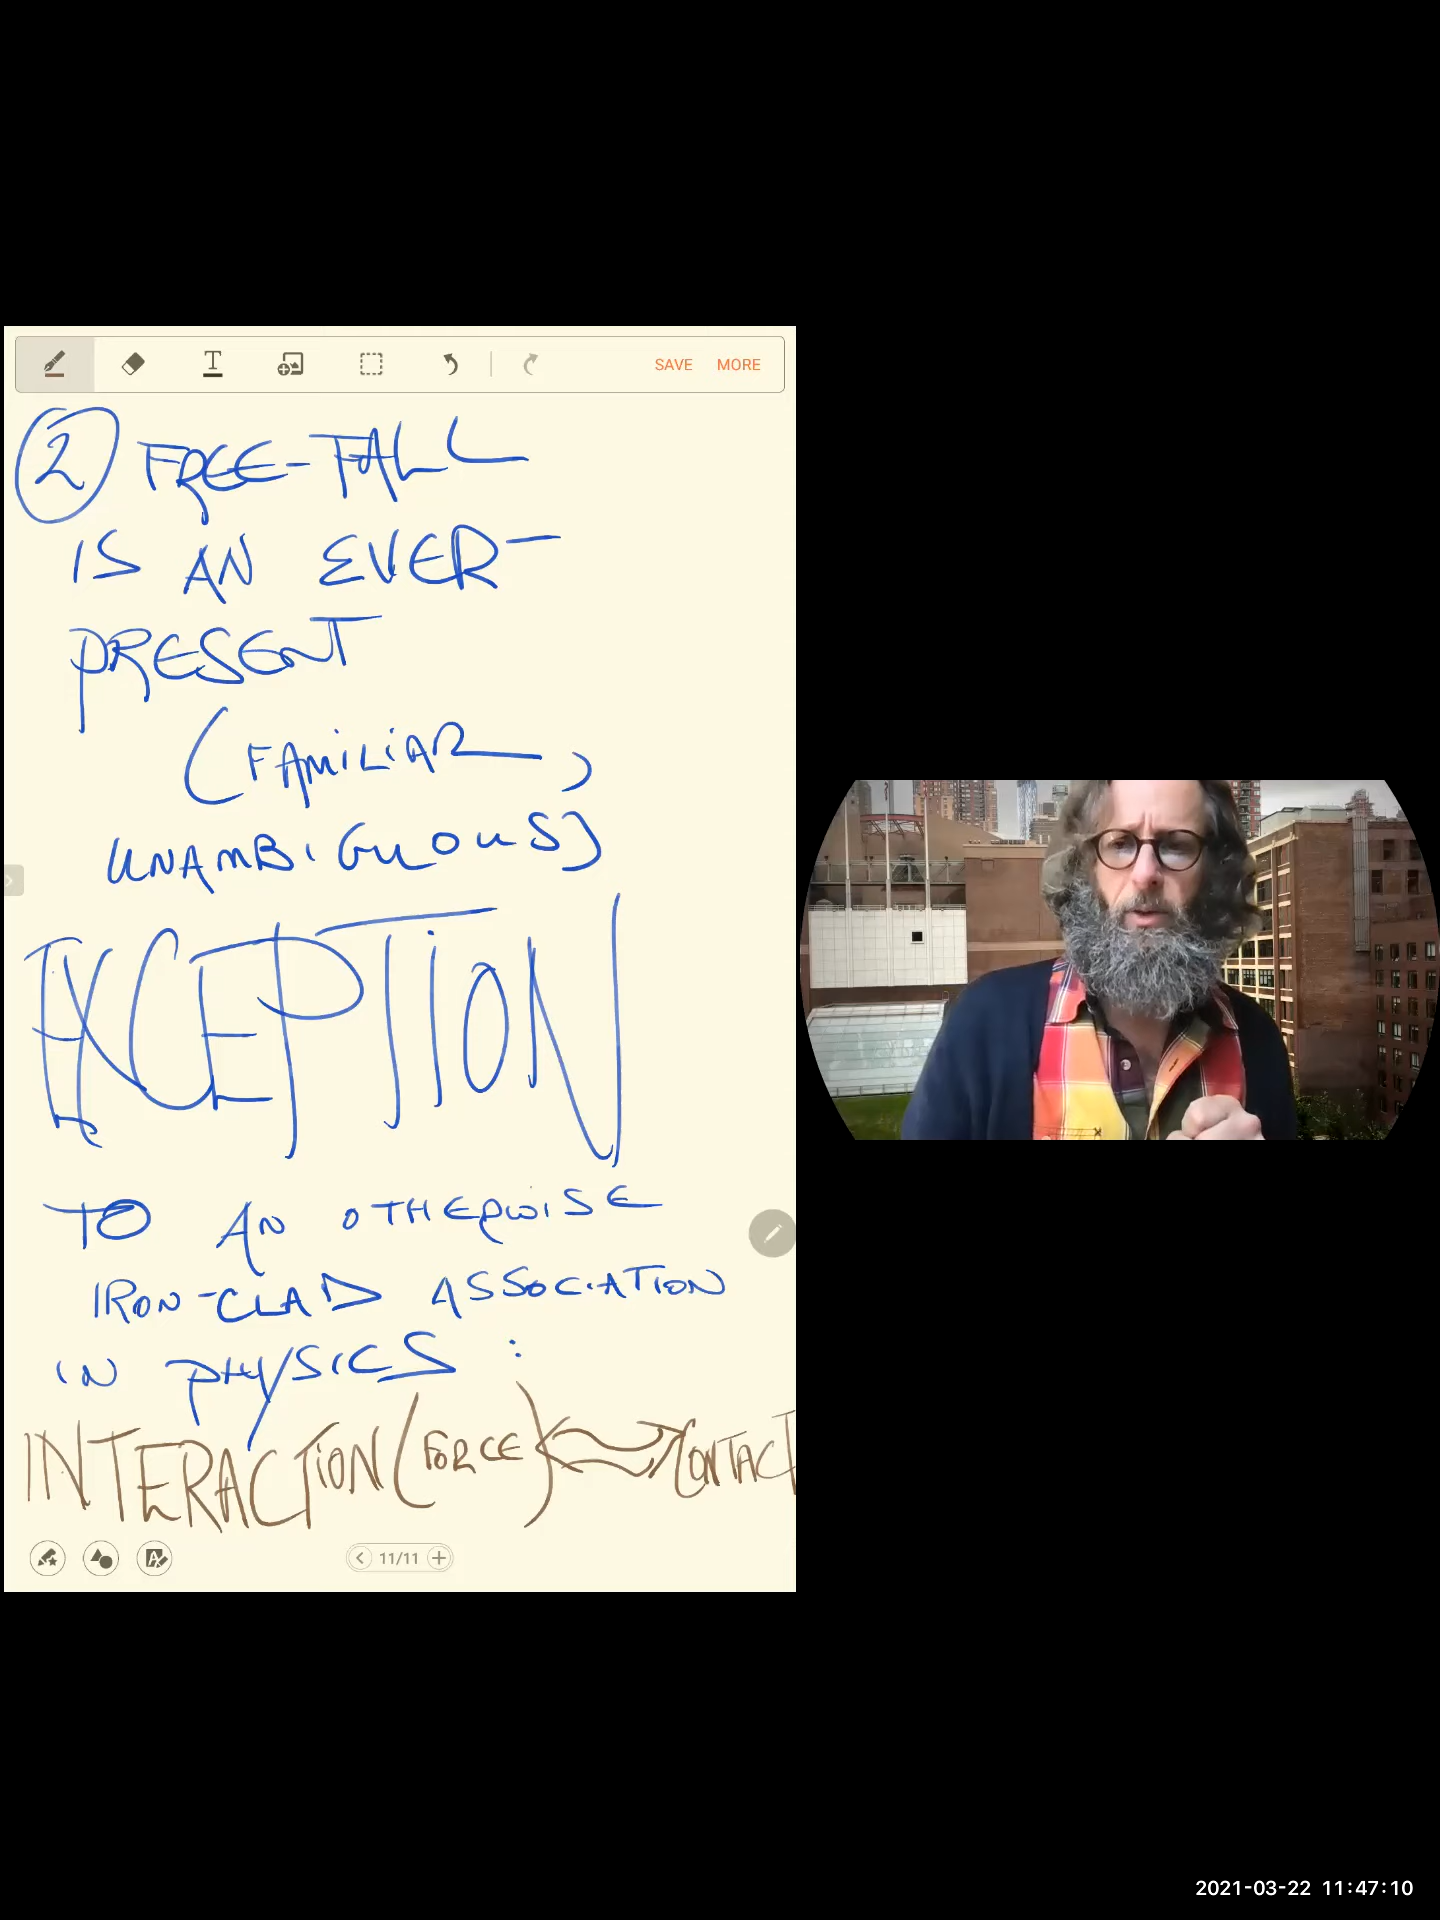 SAVE MORE
② FREE-FALL
IS AN EVER-
PRESENT
(FAMILIAR,
UNAMBIGUOUS)
EXCEPTION
TO AN OTHERWISE
IRON-CLAD ASSOCIATION
IN PHYSICS:
INTERACTION (FORCE) CONTACT
11/11
2021-03-22 11:47:10